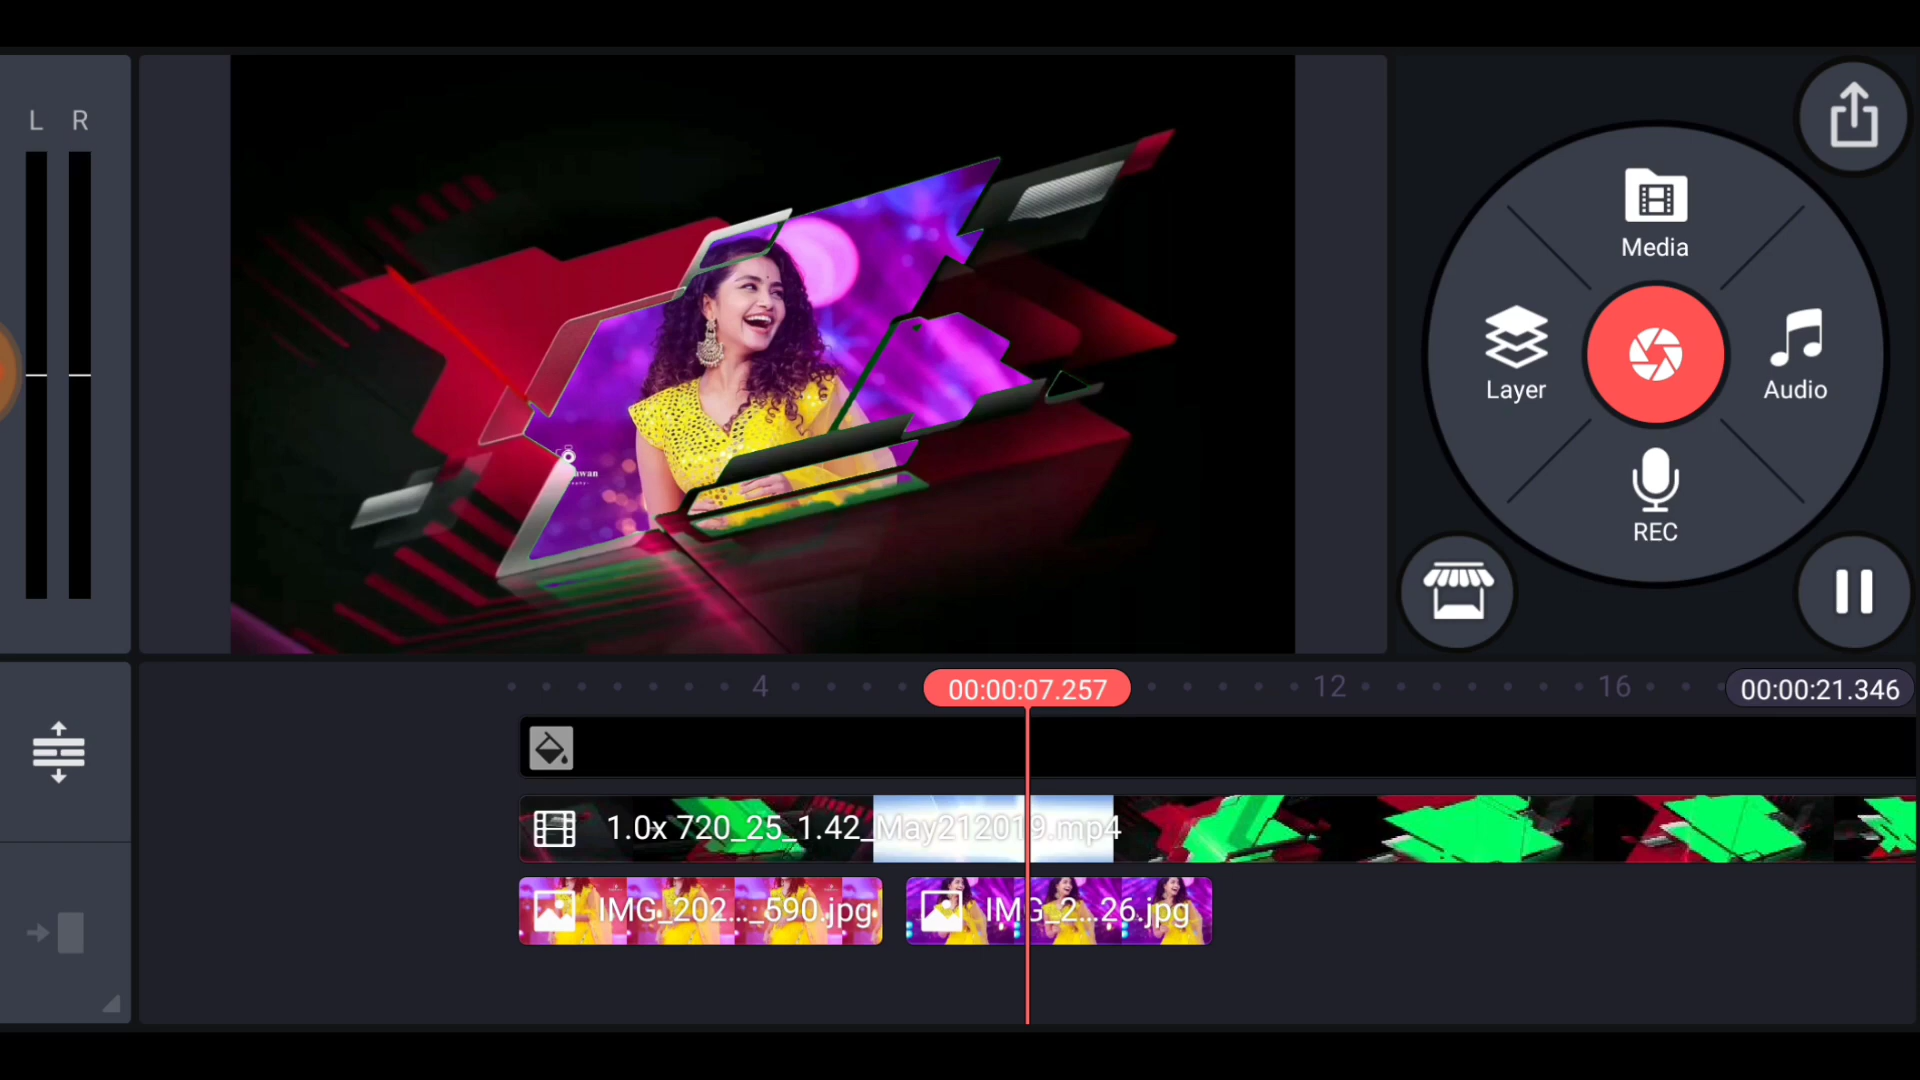 L R
Media
Layer
Audio
REC
4
00:00:07.257
12
16
00:00:21.346
1.0x 720_25_1.42_May212019.mp4
IMG_202..._590.jpg
IMG_2...26.jpg